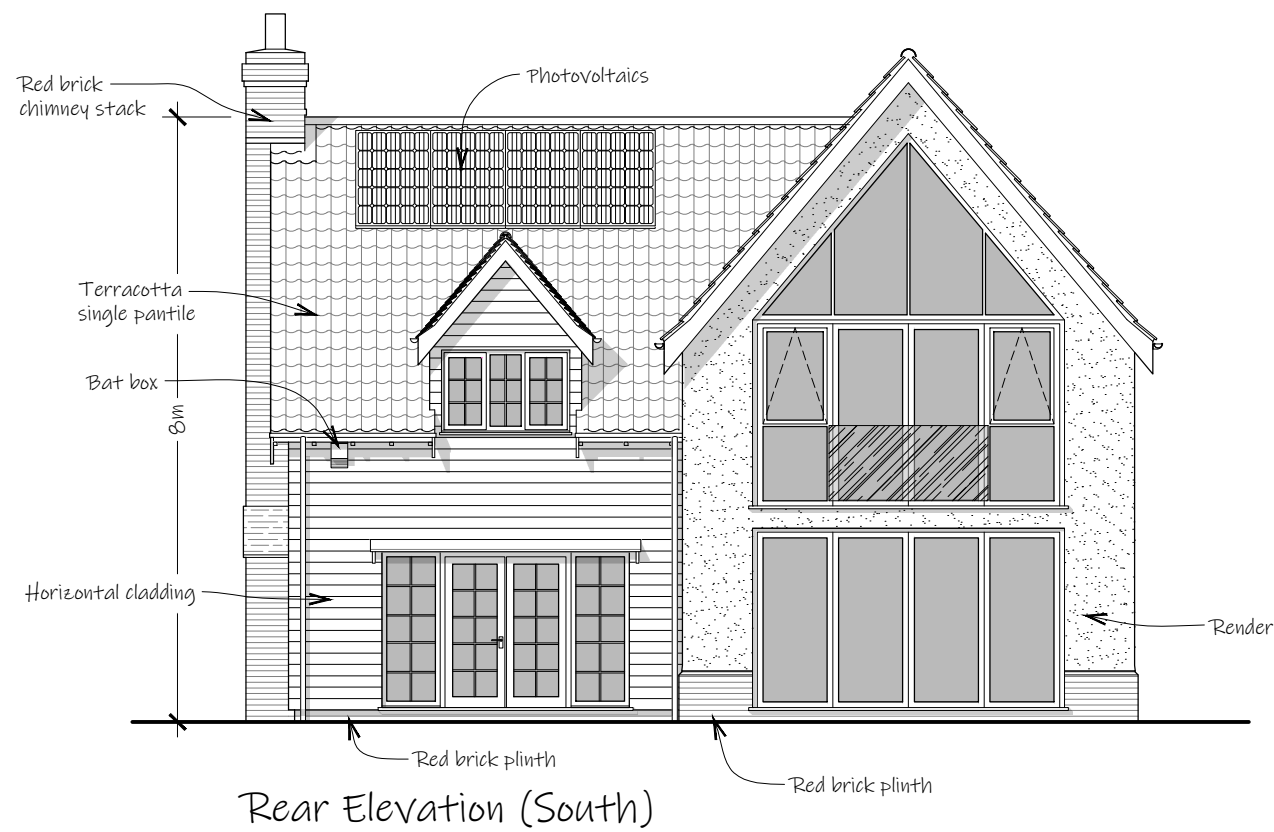 Photovoltaics
Red brick
chimney stack
Terracotta
single pantile
Bat box
8m
Horizontal cladding
Render
Red brick plinth
Red brick plinth
Rear Elevation (South)